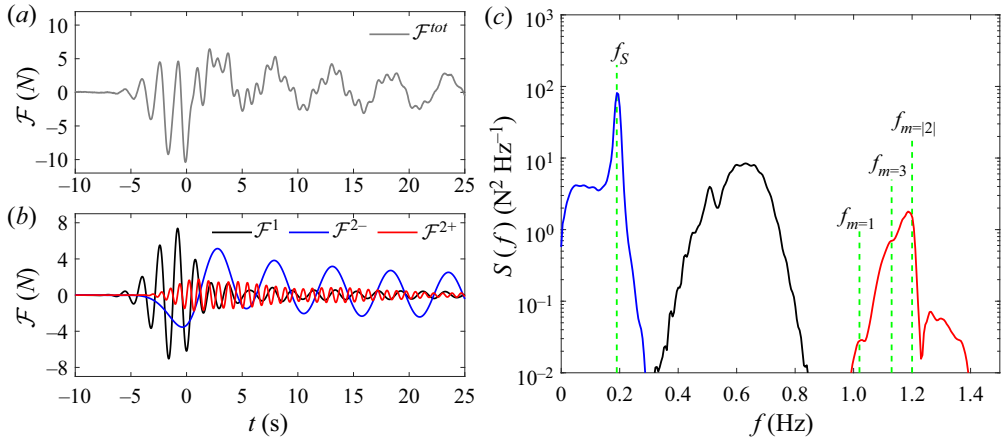 (a)
10
5
0
−5
−10
ℱ (N)
ℱ^tot
−10 −5 0 5 10 15 20 25
(b)
8
4
0
−4
−8
ℱ (N)
ℱ^1 ℱ^2− ℱ^2+
−10 −5 0 5 10 15 20 25
t (s)
(c)
10^3
10^2
10^1
10^0
10^−1
10^−2
S (f) (N^2 Hz^−1)
f_S
f_m=|2|
f_m=3
f_m=1
0 0.2 0.4 0.6 0.8 1.0 1.2 1.4
f (Hz)